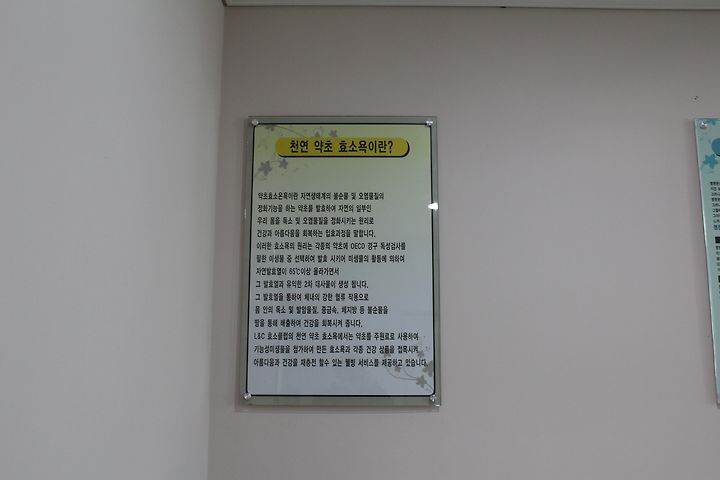 천연 약초 효소욕이란?
약초효소온욕이란 자연생태계의 불순물 및 오염물질의
정화기능을 하는 약초를 발효하여 자연의 일부인
우리 몸을 독소 및 오염물질을 정화시키는 원리로
건강과 아름다움을 회복하는 입효과정을 말합니다.
이러한 효소욕의 원리는 각종의 약초에 OECD 경구 독성검사를
필한 미생물 중 선택하여 발효 시키어 미생물의 활동에 의하여
자연발효열이 65℃이상 올라가면서
그 발효열과 유익한 2차 대사물이 생성 됩니다.
그 발효열을 통하여 체내의 강한 혈류 작용으로
몸 안의 독소 및 발암물질, 중금속, 체지방 등 불순물을
땀을 통해 배출하여 건강을 회복시켜 줍니다.
L&C 효소클럽의 천연 약초 효소욕에서는 약초를 주원료로 사용하여
기능성미생물을 첨가하여 만든 효소욕과 각종 건강 상품을 접목시켜
아름다움과 건강을 재충전 할수 있는 웰빙 서비스를 제공하고 있습니다.